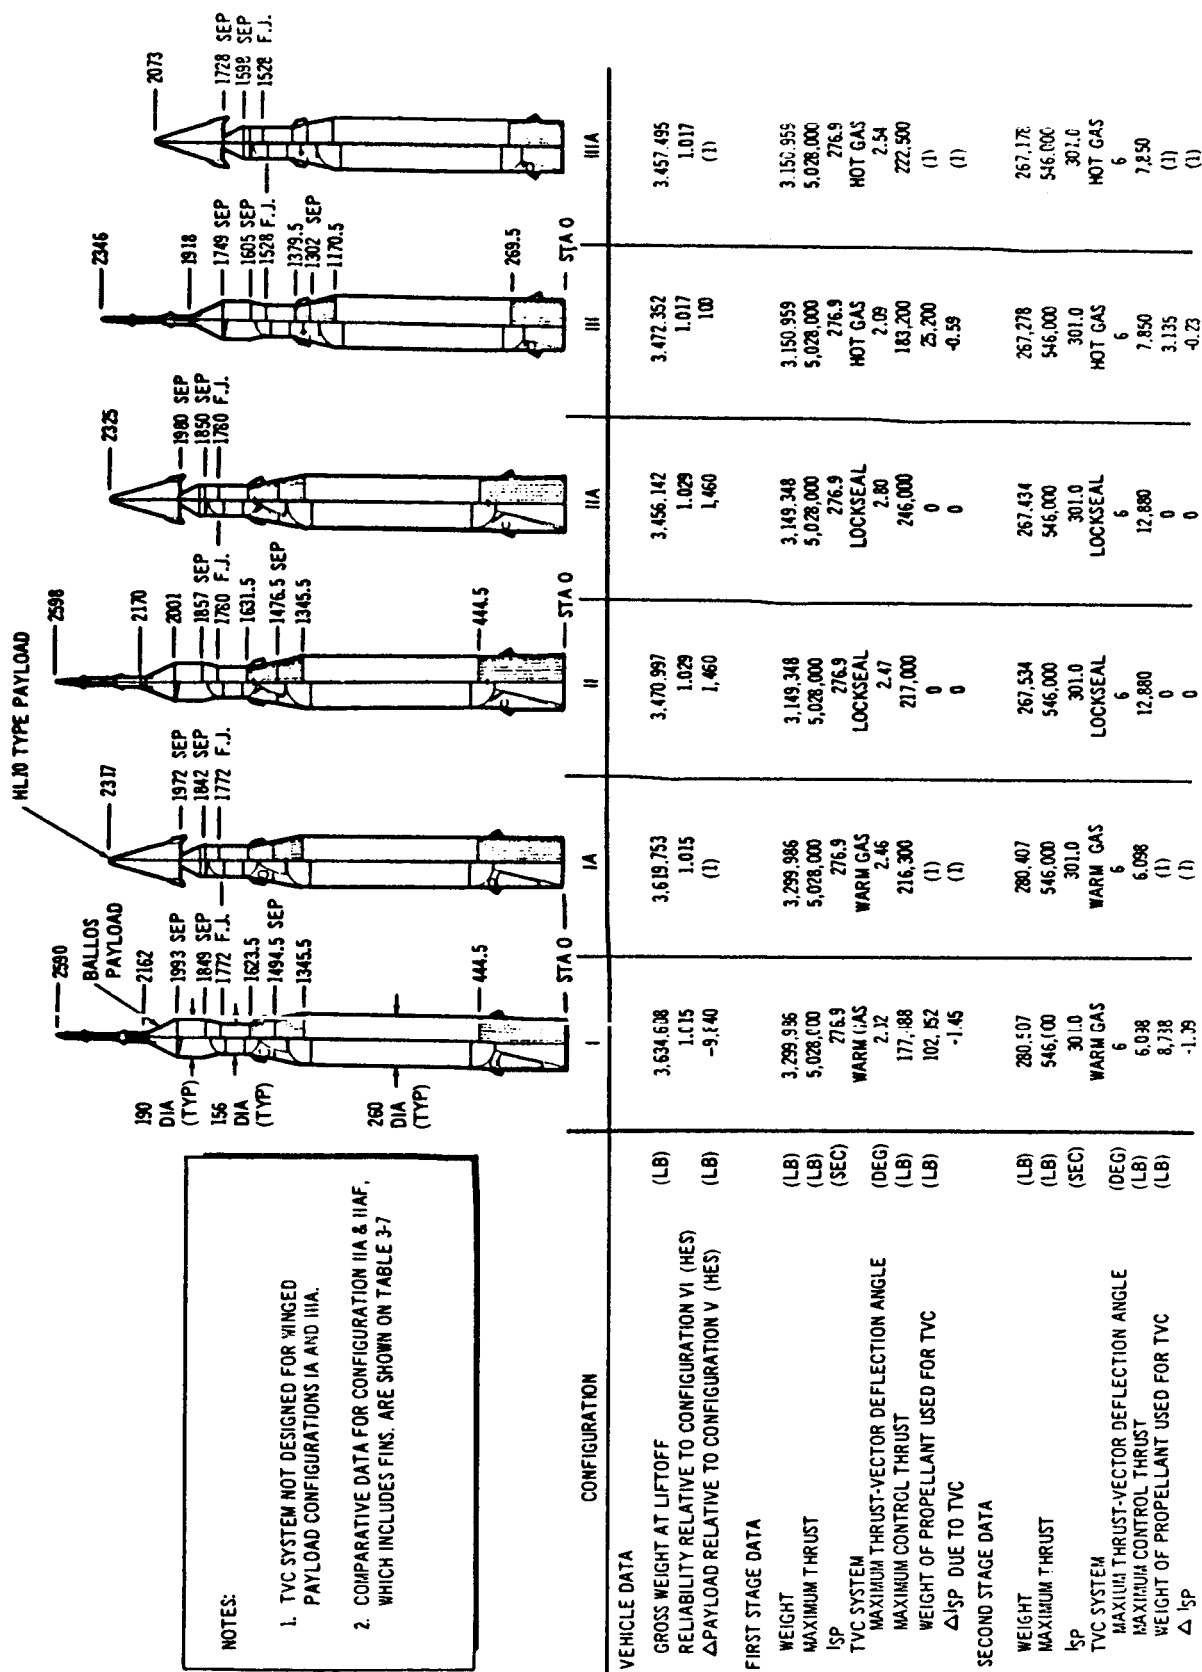 HL10 TYPE PAYLOAD
BALLOS
PAYLOAD
190
DIA
(TYP)
156
DIA
(TYP)
260
DIA
(TYP)
2590
2162
1993 SEP
1849 SEP
1772 F.J.
1623.5
1494.5 SEP
1345.5
444.5
STA 0
2317
1972 SEP
1842 SEP
1772 F.J.
2598
2170
2001
1857 SEP
1780 F.J.
1631.5
1476.5 SEP
1345.5
444.5
STA 0
2325
1980 SEP
1850 SEP
1780 F.J.
2346
1918
1749 SEP
1605 SEP
1528 F.J.
1379.5
1302 SEP
1170.5
269.5
STA 0
2073
1728 SEP
1598 SEP
1528 F.J.
NOTES:
1. TVC SYSTEM NOT DESIGNED FOR WINGED
PAYLOAD CONFIGURATIONS IA AND IIIA.
2. COMPARATIVE DATA FOR CONFIGURATION IIA & IIAF,
WHICH INCLUDES FINS, ARE SHOWN ON TABLE 3-7
CONFIGURATION I IA II IIA III IIIA
VEHICLE DATA
GROSS WEIGHT AT LIFTOFF (LB) 3,634,608 3,619,753 3,470,997 3,456,142 3,472,352 3,457,495
RELIABILITY RELATIVE TO CONFIGURATION VI (HES) 1.015 1.015 1.029 1.029 1.017 1.017
ΔPAYLOAD RELATIVE TO CONFIGURATION V (HES) (LB) (1) 1,460 1,460 100 (1)
FIRST STAGE DATA
WEIGHT (LB) 3,299,936 3,299,986 3,149,348 3,149,348 3,150,959 3,150,959
MAXIMUM THRUST (LB) 5,028,000 5,028,000 5,028,000 5,028,000 5,028,000 5,028,000
ISP (SEC) 276.9 276.9 276.9 276.9 276.9 276.9
TVC SYSTEM WARM GAS WARM GAS LOCKSEAL LOCKSEAL HOT GAS HOT GAS
MAXIMUM THRUST-VECTOR DEFLECTION ANGLE (DEG) 2.12 2.46 2.47 2.80 2.09 2.54
MAXIMUM CONTROL THRUST (LB) 177,188 216,300 217,000 246,000 183,200 222,500
WEIGHT OF PROPELLANT USED FOR TVC (LB) 102,152 (1) 0 0 25,200 (1)
ΔISP DUE TO TVC -1.45 (1) 0 0 -0.59 (1)
SECOND STAGE DATA
WEIGHT (LB) 280,507 280,407 267,534 267,434 267,278 267,178
MAXIMUM THRUST (LB) 546,000 546,000 546,000 546,000 546,000 546,000
ISP (SEC) 301.0 301.0 301.0 301.0 301.0 301.0
TVC SYSTEM WARM GAS WARM GAS LOCKSEAL LOCKSEAL HOT GAS HOT GAS
MAXIMUM THRUST-VECTOR DEFLECTION ANGLE (DEG) 6 6 6 6 6 6
MAXIMUM CONTROL THRUST (LB) 6,098 6,098 12,880 12,880 7,850 7,850
WEIGHT OF PROPELLANT USED FOR TVC (LB) 8,738 (1) 0 0 3,135 (1)
Δ ISP -1.09 (1) 0 0 -0.23 (1)